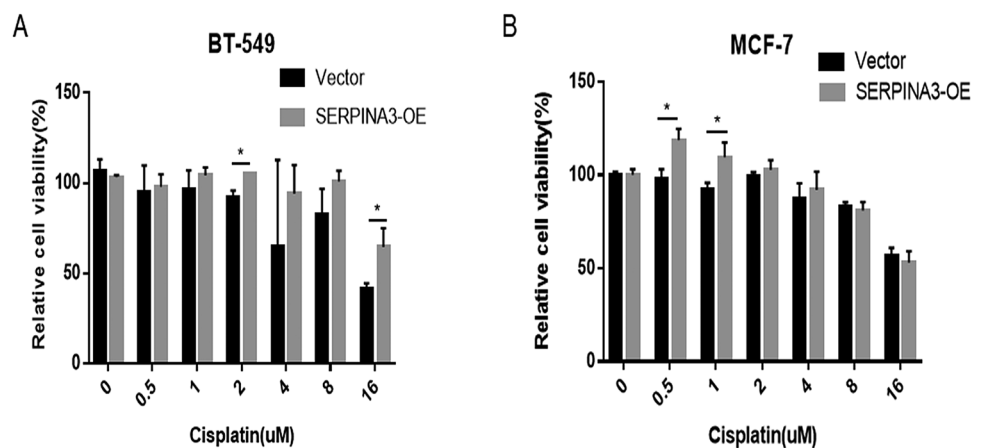 A
BT-549
Vector
SERPINA3-OE
Relative cell viability(%)
150
100
50
0
*
*
0 0.5 1 2 4 8 16
Cisplatin(uM)
B
MCF-7
Vector
SERPINA3-OE
Relative cell viability(%)
150
100
50
0
*
*
0 0.5 1 2 4 8 16
Cisplatin(uM)